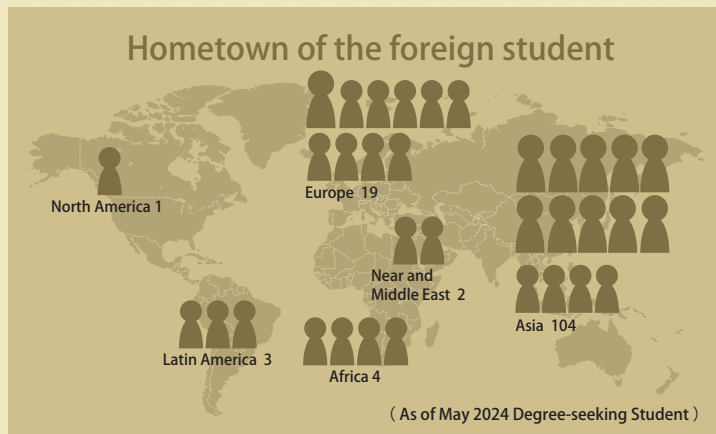 Hometown of the foreign student
North America 1
Europe 19
Near and
Middle East 2
Asia 104
Latin America 3
Africa 4
( As of May 2024 Degree-seeking Student )